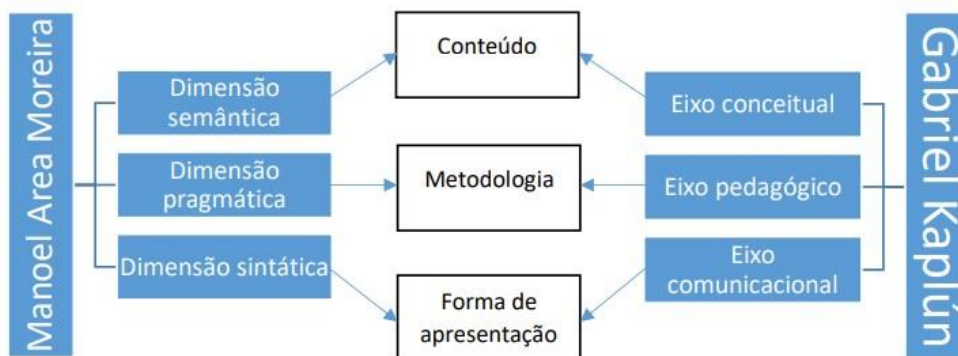 Manoel Area Moreira
Dimensão
semântica
Dimensão
pragmática
Dimensão sintática
Conteúdo
Metodologia
Forma de
apresentação
Eixo conceitual
Eixo pedagógico
Eixo
comunicacional
Gabriel Kaplún